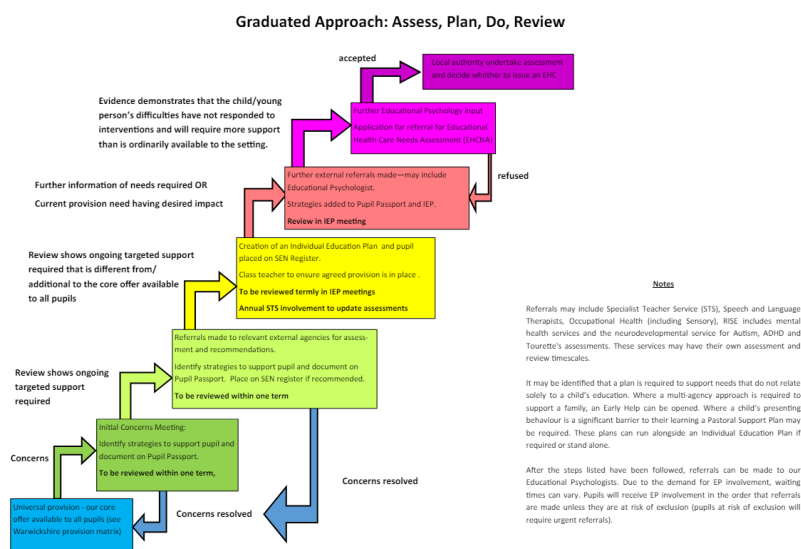 Graduated Approach: Assess, Plan, Do, Review
accepted
Local authority undertake assessment
and decide whether to issue an EHC
Evidence demonstrates that the child/young
person's difficulties have not responded to
interventions and will require more support
than is ordinarily available to the setting.
Further Educational Psychology input
Application for referral for Educational
Health Care Needs Assessment (EHCNA)
refused
Further information of needs required OR
Current provision need having desired impact
Further external referrals made—may include
Educational Psychologist.
Strategies added to Pupil Passport and IEP.
Review in IEP meeting
Review shows ongoing targeted support
required that is different from/
additional to the core offer available
to all pupils
Creation of an Individual Education Plan and pupil
placed on SEN Register.
Class teacher to ensure agreed provision is in place .
To be reviewed termly in IEP meetings
Annual STS involvement to update assessments
Review shows ongoing
targeted support
required
Referrals made to relevant external agencies for assess-
ment and recommendations.
Identify strategies to support pupil and document on
Pupil Passport. Place on SEN register if recommended.
To be reviewed within one term
Concerns
Initial Concerns Meeting:
Identify strategies to support pupil and
document on Pupil Passport.
To be reviewed within one term,
Concerns resolved
Concerns resolved
Universal provision - our core
offer available to all pupils (see
Warwickshire provision matrix)
Notes
Referrals may include Specialist Teacher Service (STS), Speech and Language
Therapists, Occupational Health (including Sensory), RISE includes mental
health services and the neurodevelopmental service for Autism, ADHD and
Tourette's assessments. These services may have their own assessment and
review timescales.
It may be identified that a plan is required to support needs that do not relate
solely to a child's education. Where a multi-agency approach is required to
support a family, an Early Help can be opened. Where a child's presenting
behaviour is a significant barrier to their learning a Pastoral Support Plan may
be required. These plans can run alongside an Individual Education Plan if
required or stand alone.
After the steps listed have been followed, referrals can be made to our
Educational Psychologists. Due to the demand for EP involvement, waiting
times can vary. Pupils will receive EP involvement in the order that referrals
are made unless they are at risk of exclusion (pupils at risk of exclusion will
require urgent referrals).